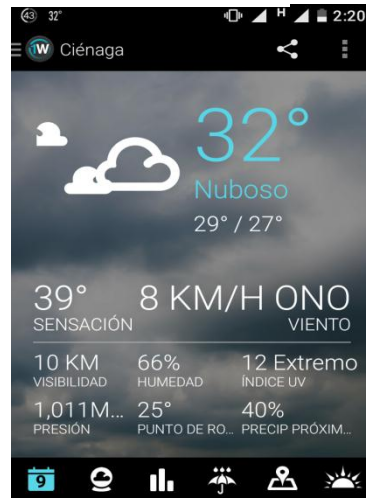 43 32° H 2:20
1W Ciénaga
32°
Nuboso
29° / 27°
39° 8 KM/H ONO
SENSACIÓN VIENTO
10 KM 66% 12 Extremo
VISIBILIDAD HUMEDAD ÍNDICE UV
1,011M... 25° 40%
PRESIÓN PUNTO DE RO... PRECIP PRÓXIM...
9